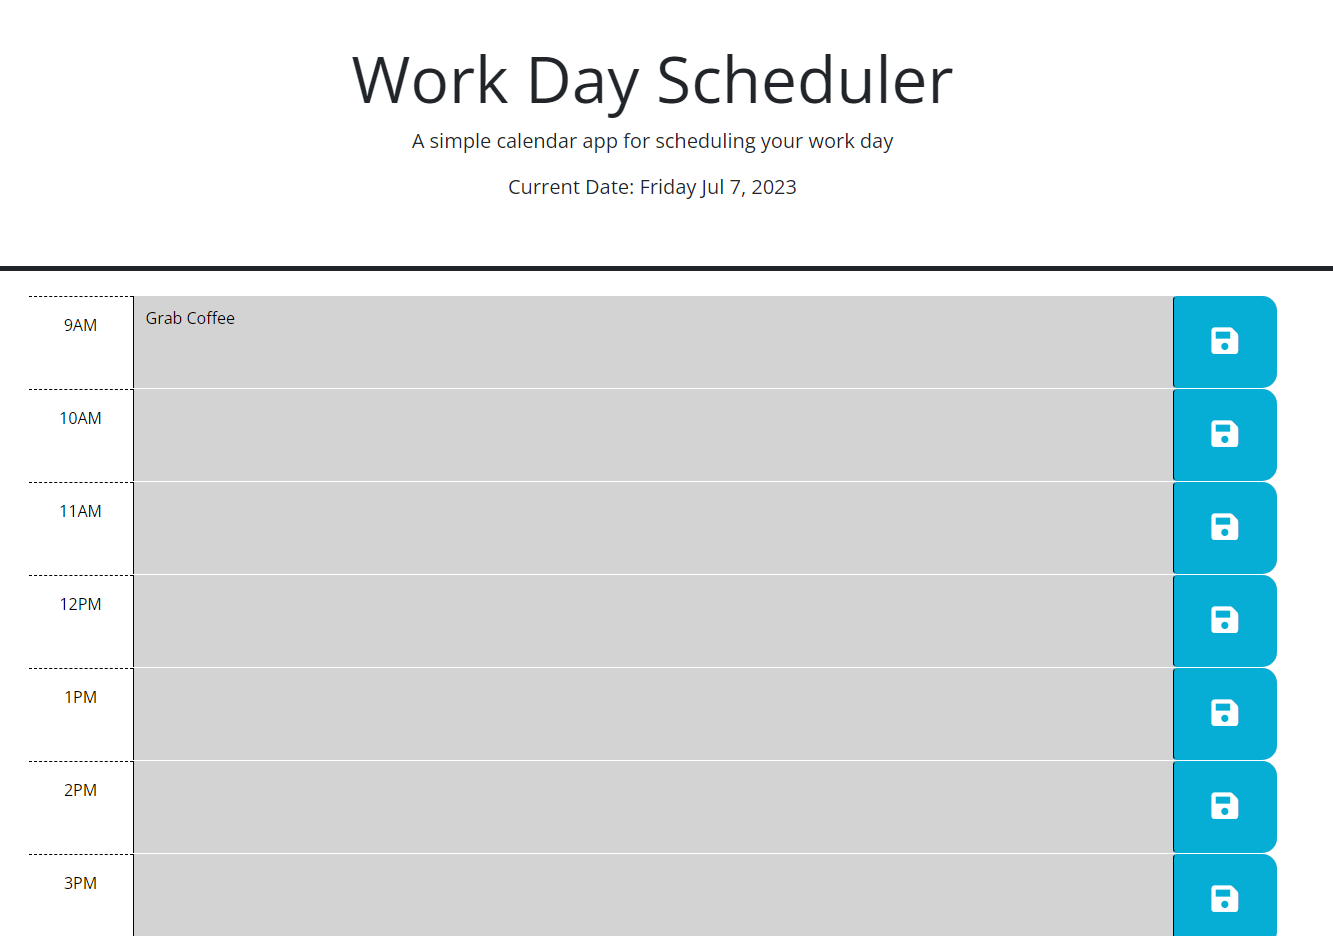 Work Day Scheduler
A simple calendar app for scheduling your work day
Current Date: Friday Jul 7, 2023
9AM
Grab Coffee
10AM
11AM
12PM
1PM
2PM
3PM